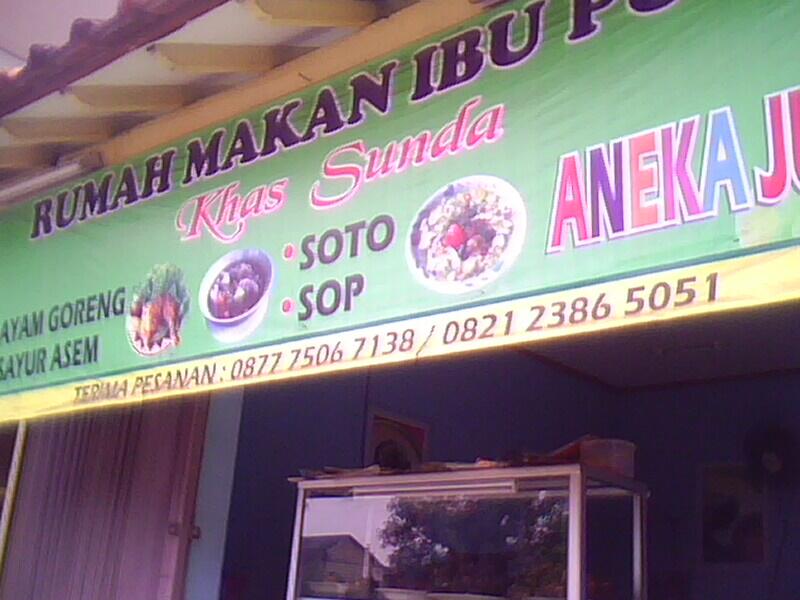 RUMAH MAKAN IBU
Khas Sunda
AYAM GORENG
SAYUR ASEM
• SOTO
• SOP
ANEKA
TERIMA PESANAN : 0877 7506 7138 / 0821 2386 5051